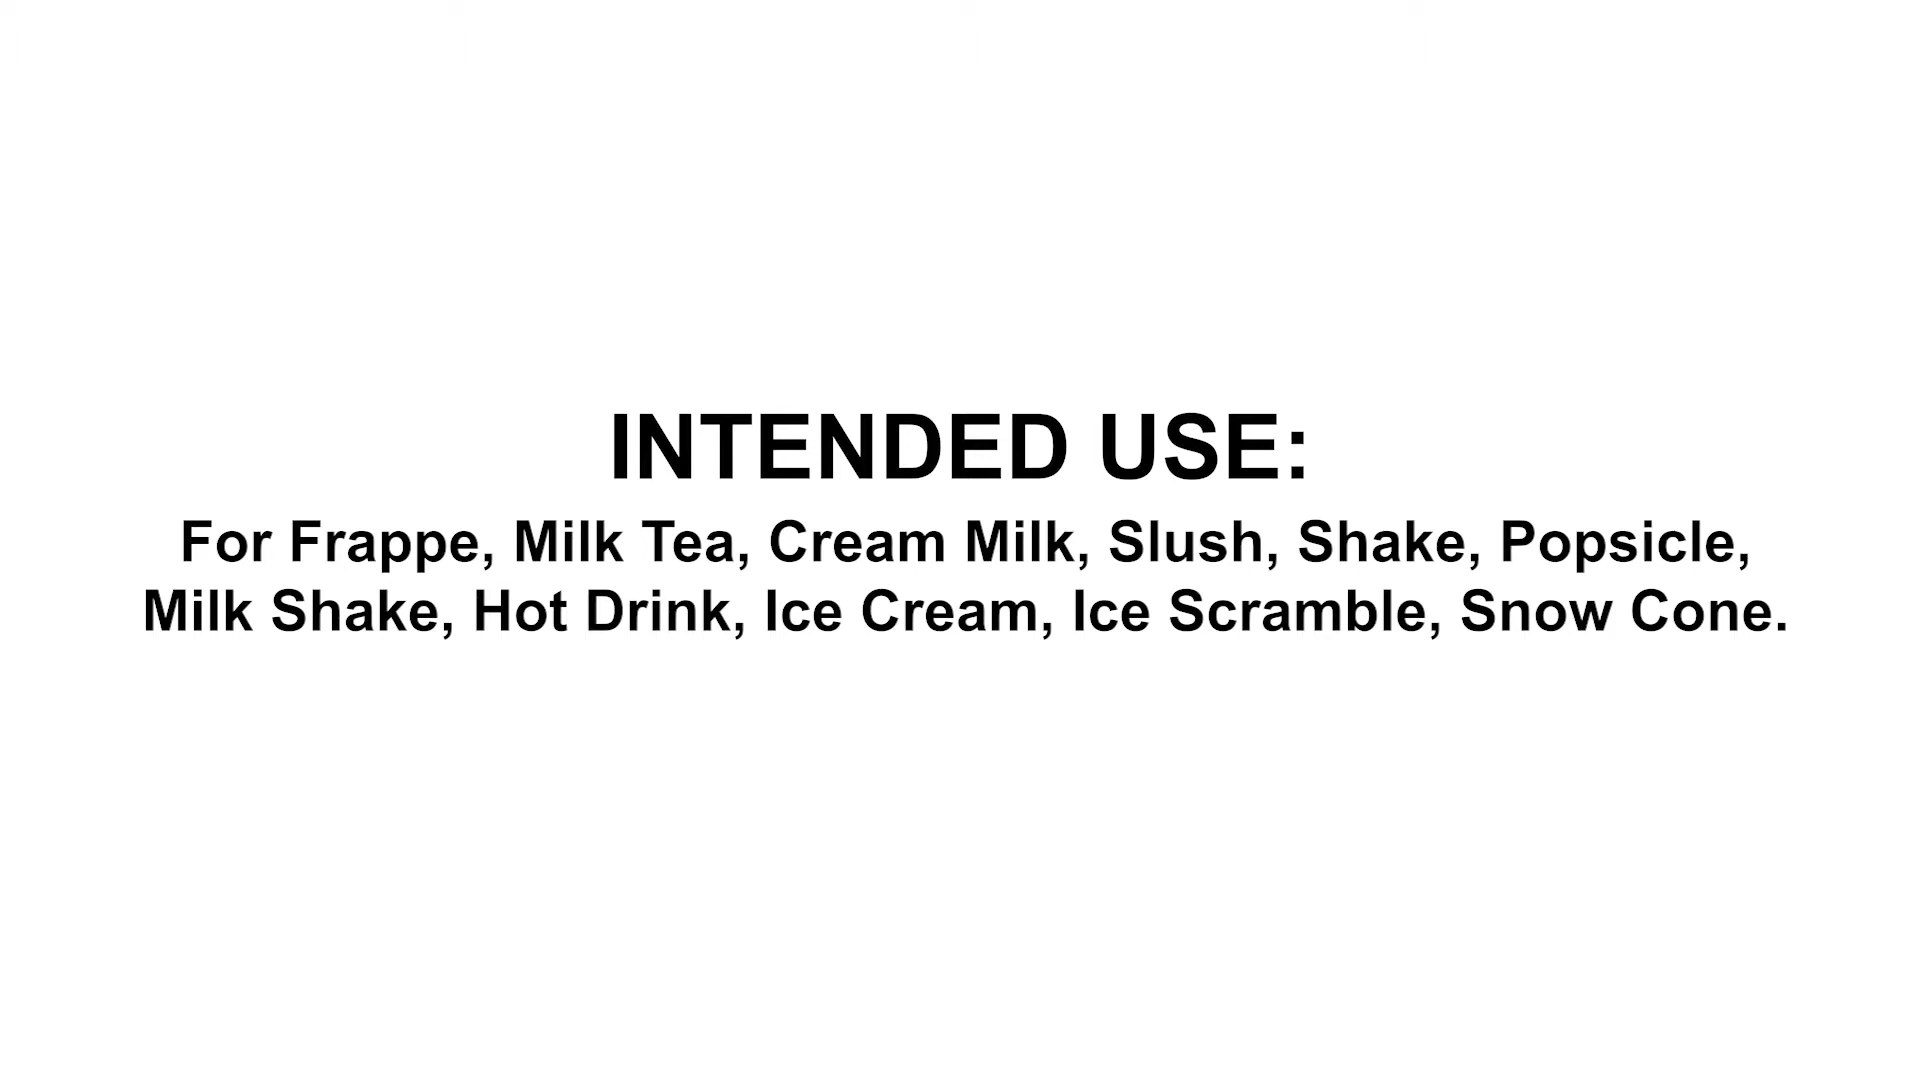 INTENDED USE:
For Frappe, Milk Tea, Cream Milk, Slush, Shake, Popsicle,
Milk Shake, Hot Drink, Ice Cream, Ice Scramble, Snow Cone.